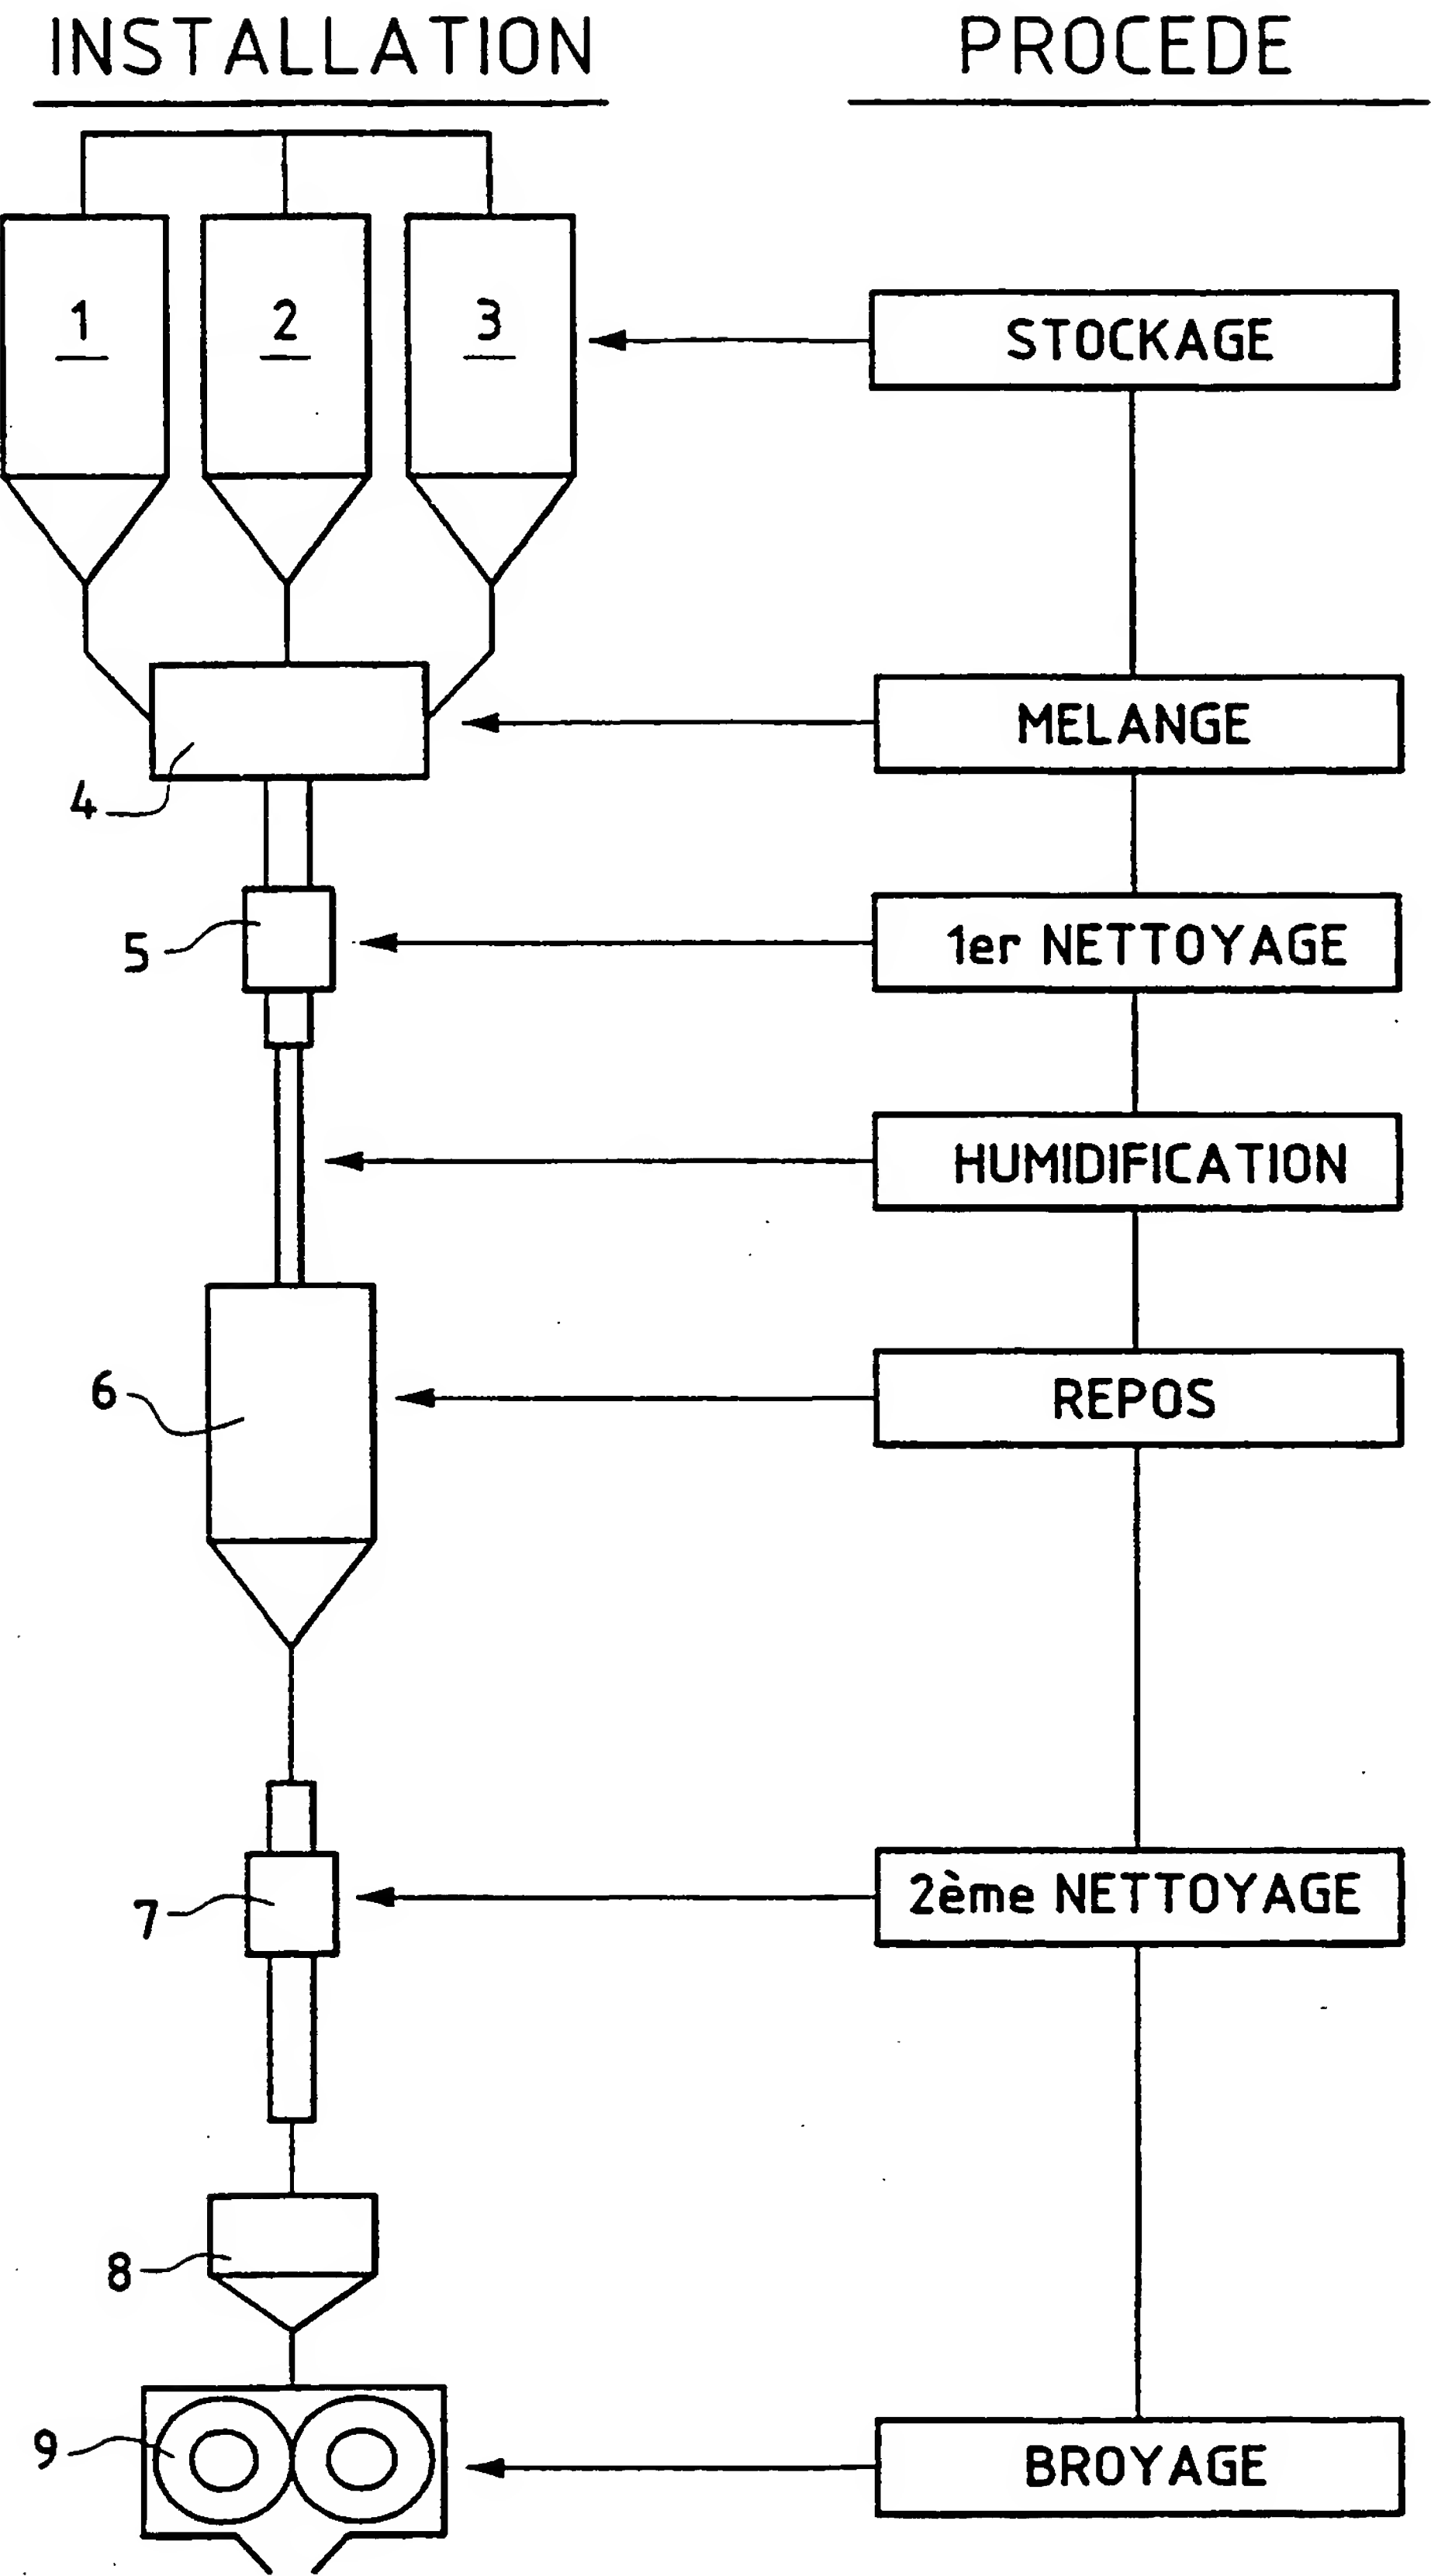 INSTALLATION
PROCEDE
1 2 3
STOCKAGE
MELANGE
4
5
1er NETTOYAGE
HUMIDIFICATION
6
REPOS
7
2ème NETTOYAGE
8
9
BROYAGE